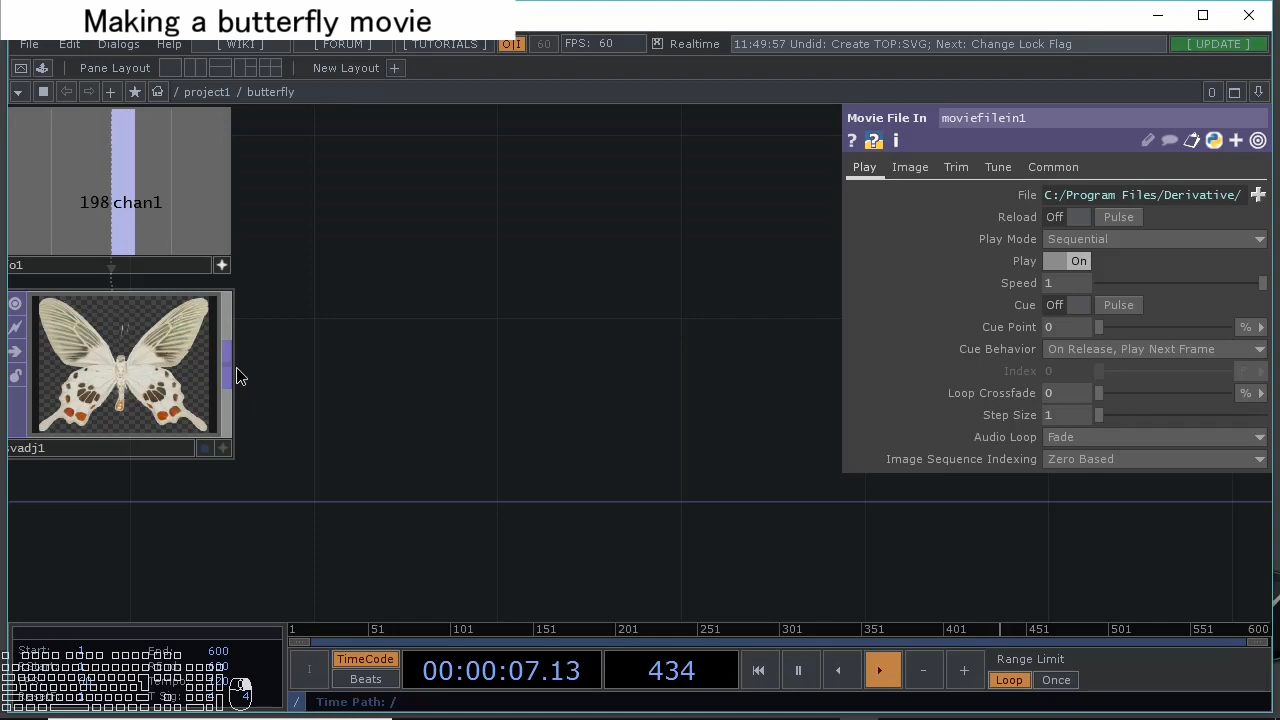 Making a butterfly movie
File Edit Dialogs Help [ WIKI ] [ FORUM ] [ TUTORIALS ] O|I 60 FPS: 60 Realtime 11:49:57 Undid: Create TOP:SVG; Next: Change Lock Flag [ UPDATE ]
Pane Layout New Layout +
/ project1 / butterfly 0
Movie File In moviefilein1
? ? i
Play Image Trim Tune Common
File C:/Program Files/Derivative/
Reload Off Pulse
Play Mode Sequential
Play On
Speed 1
Cue Off Pulse
Cue Point 0 %
Cue Behavior On Release, Play Next Frame
Index 0
Loop Crossfade 0 %
Step Size 1
Audio Loop Fade
Image Sequence Indexing Zero Based
198 chan1
o1
svadj1
1 51 101 151 201 251 301 351 401 451 501 551 600
1
Start: 1 End: 600
TimeCode
Beats
00:00:07.13
434
Range Limit
Loop Once
/ Time Path: /